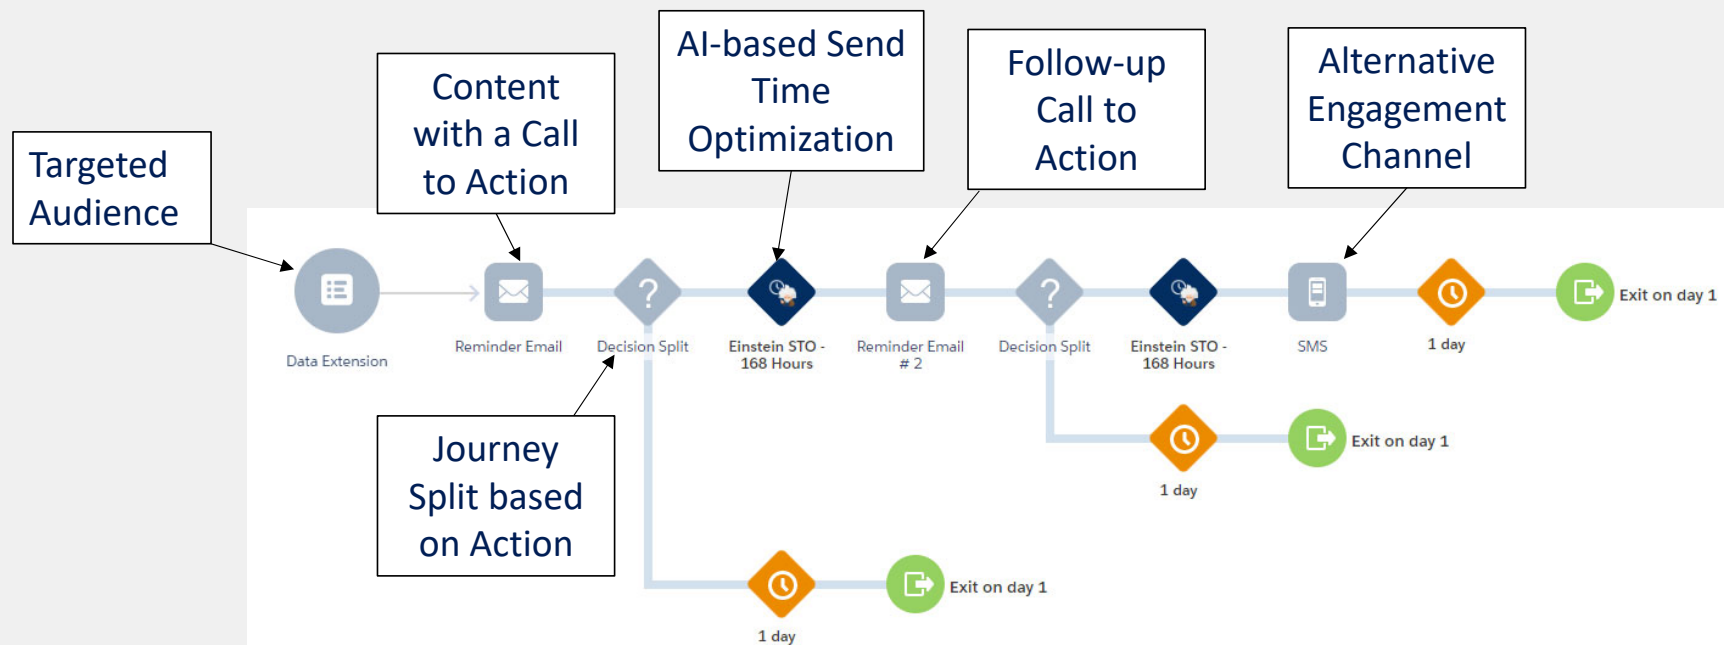 AI-based Send
Time
Optimization
Follow-up
Call to
Action
Alternative
Engagement
Channel
Content
with a Call
to Action
Targeted
Audience
Exit on day 1
Data Extension
Reminder Email
Decision Split
Einstein STO -
168 Hours
Reminder Email
# 2
Decision Split
Einstein STO -
168 Hours
SMS
1 day
Journey
Split based
on Action
Exit on day 1
1 day
Exit on day 1
1 day